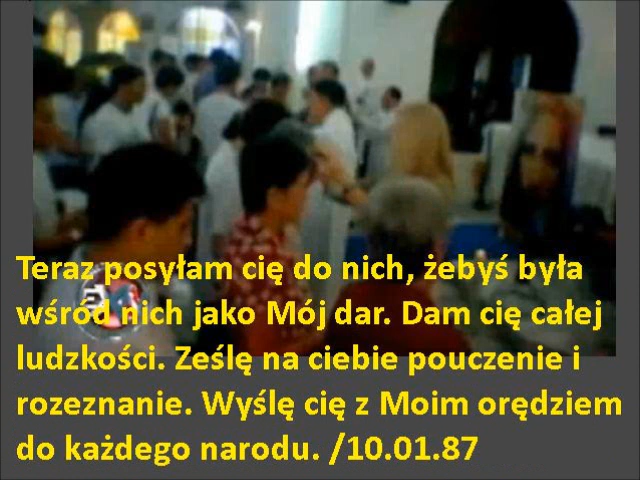 Teraz posyłam cię do nich, żebyś była
wśród nich jako Mój dar. Dam cię całej
ludzkości. Ześlę na ciebie pouczenie i
rozeznanie. Wyślę cię z Moim orędziem
do każdego narodu. /10.01.87